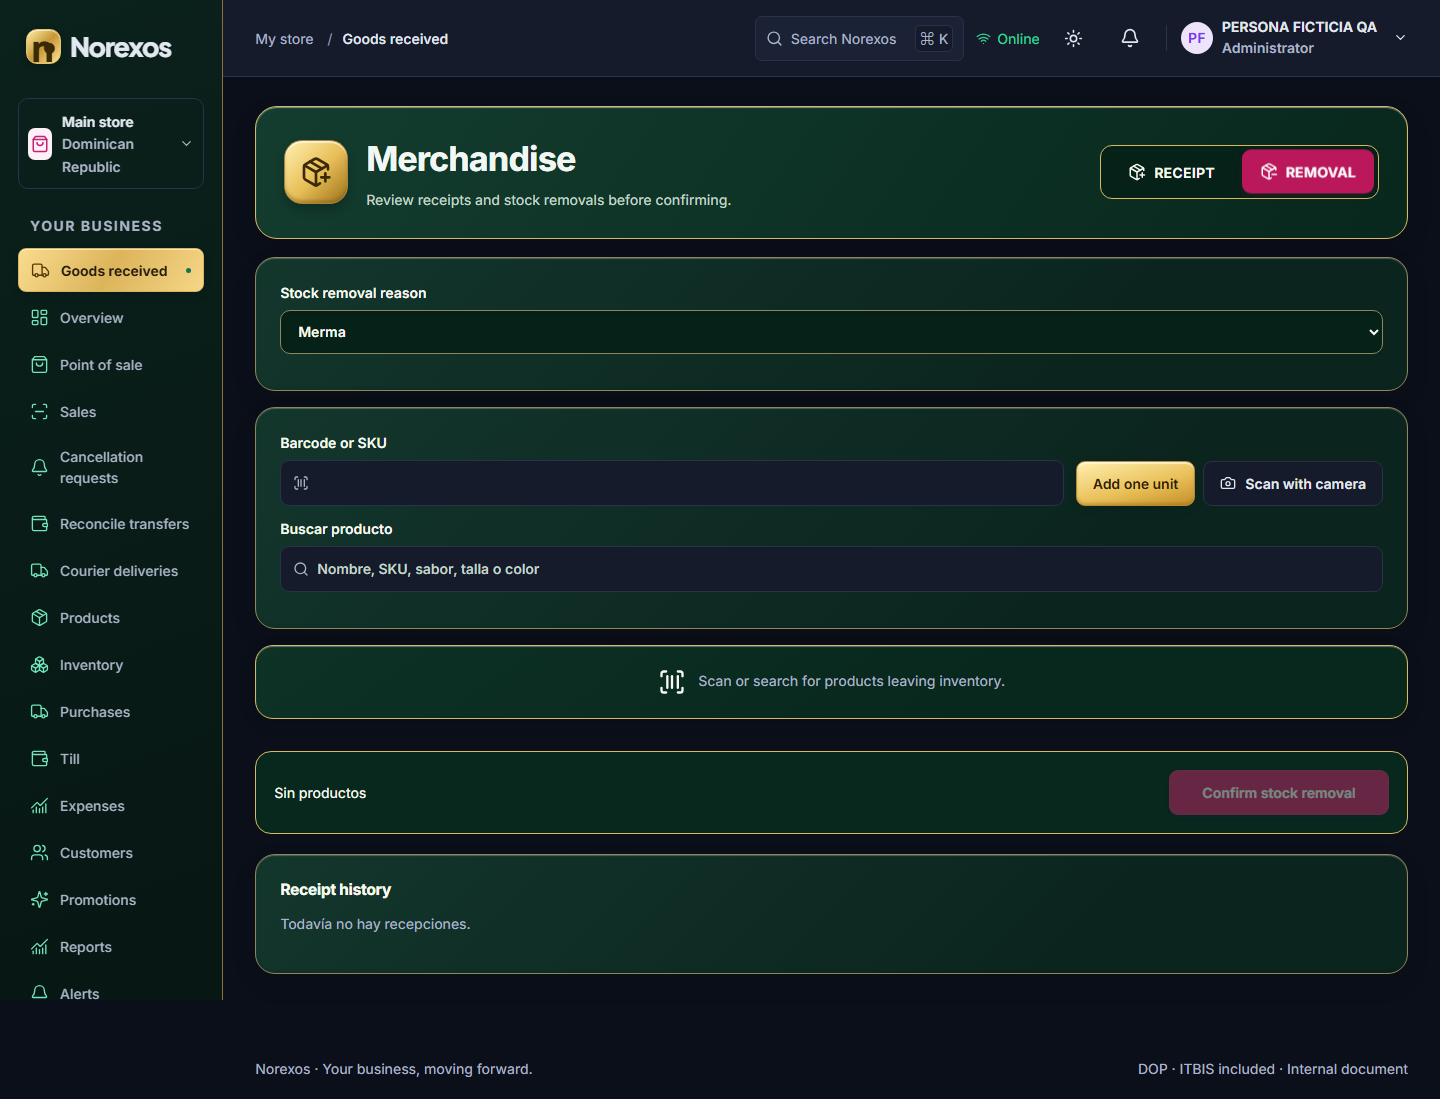 Norexos
Main store
Dominican
Republic
YOUR BUSINESS
Goods received
Overview
Point of sale
Sales
Cancellation
requests
Reconcile transfers
Courier deliveries
Products
Inventory
Purchases
Till
Expenses
Customers
Promotions
Reports
Alerts
My store / Goods received
Search Norexos ⌘ K
Online
PF
PERSONA FICTICIA QA
Administrator
Merchandise
Review receipts and stock removals before confirming.
RECEIPT
REMOVAL
Stock removal reason
Merma
Barcode or SKU
Add one unit
Scan with camera
Buscar producto
Nombre, SKU, sabor, talla o color
Scan or search for products leaving inventory.
Sin productos
Confirm stock removal
Receipt history
Todavía no hay recepciones.
Norexos · Your business, moving forward.
DOP · ITBIS included · Internal document